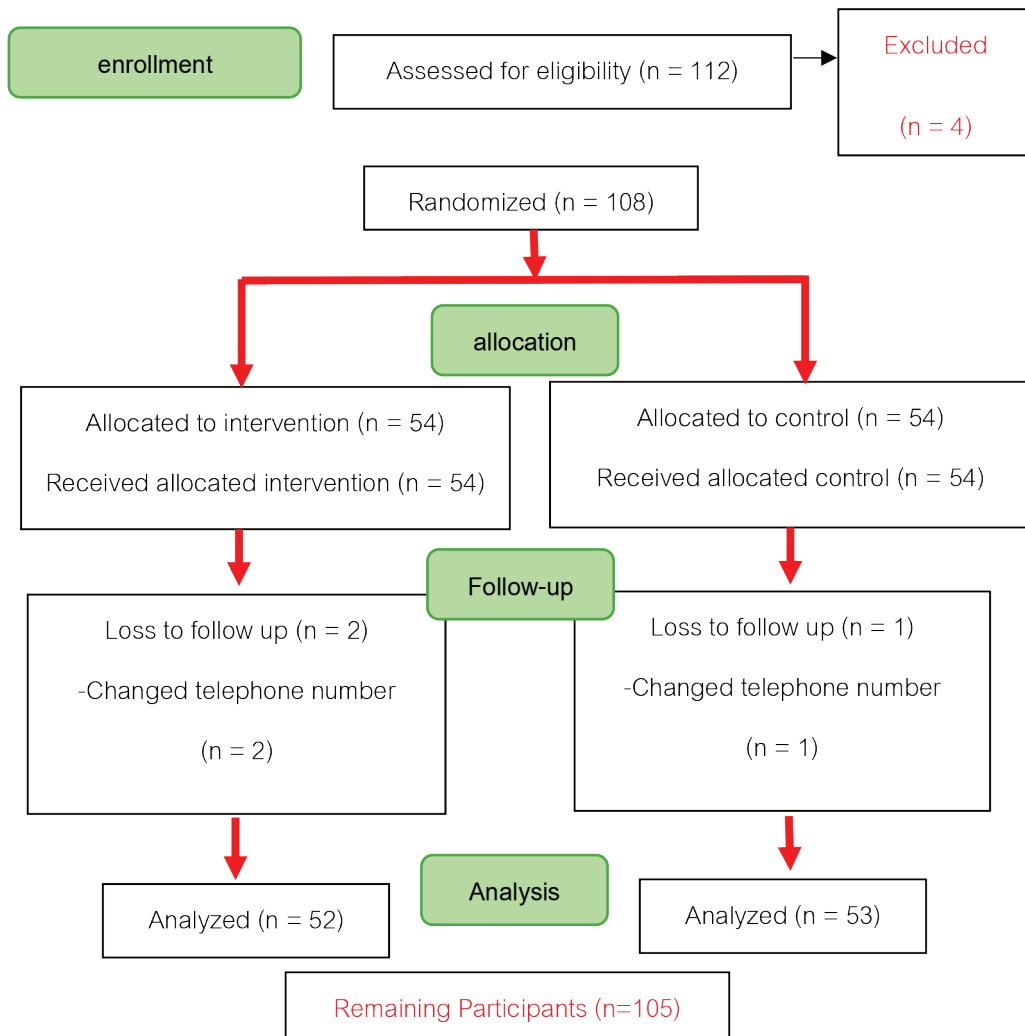 enrollment
Assessed for eligibility (n = 112)
Excluded
(n = 4)
Randomized (n = 108)
allocation
Allocated to intervention (n = 54)
Received allocated intervention (n = 54)
Allocated to control (n = 54)
Received allocated control (n = 54)
Follow-up
Loss to follow up (n = 2)
-Changed telephone number
(n = 2)
Loss to follow up (n = 1)
-Changed telephone number
(n = 1)
Analysis
Analyzed (n = 52)
Analyzed (n = 53)
Remaining Participants (n=105)